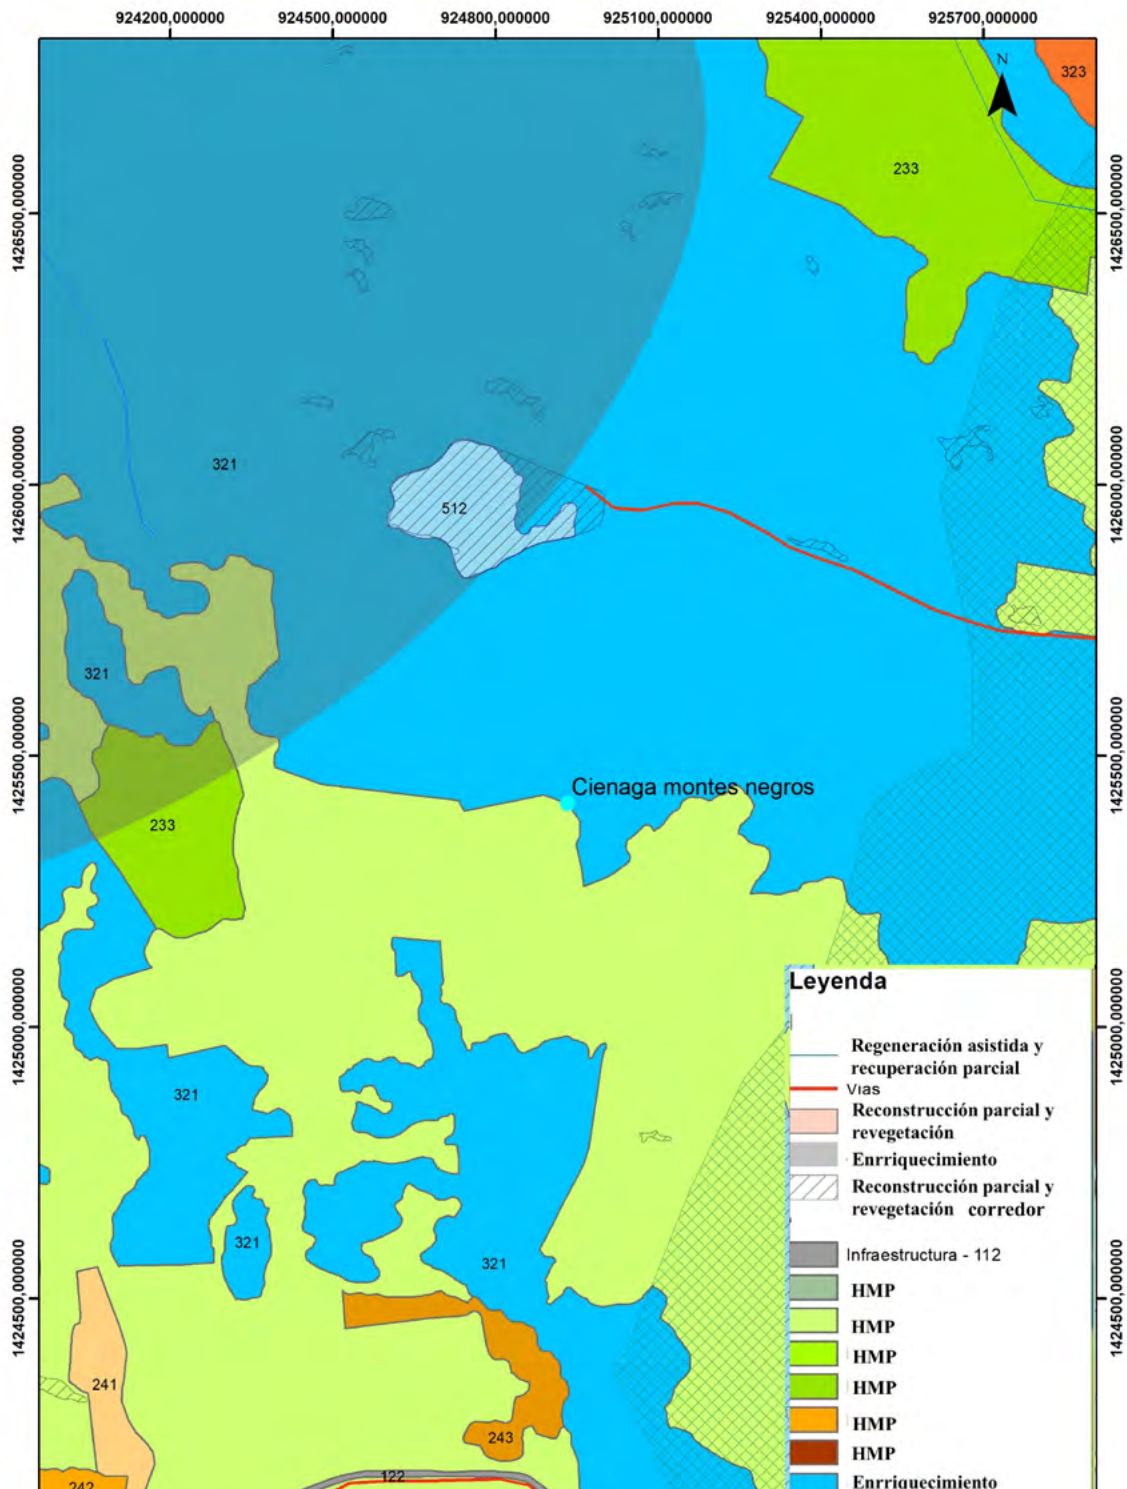 924200,000000 924500,000000 924800,000000 925100,000000 925400,000000 925700,000000
N
323
233
1426500,000000 1426500,000000
321
512
1426000,000000 1426000,000000
321
1425500,000000 1425500,000000
Cienaga montes negros
233
Leyenda
1425000,000000 1425000,000000
Regeneración asistida y
recuperación parcial
Vías
Reconstrucción parcial y
revegetación
Enrriquecimiento
Reconstrucción parcial y
revegetación corredor
Infraestructura - 112
HMP
HMP
HMP
HMP
HMP
HMP
Enrriquecimiento
321
321
321
1424500,000000 1424500,000000
241
243
122
242